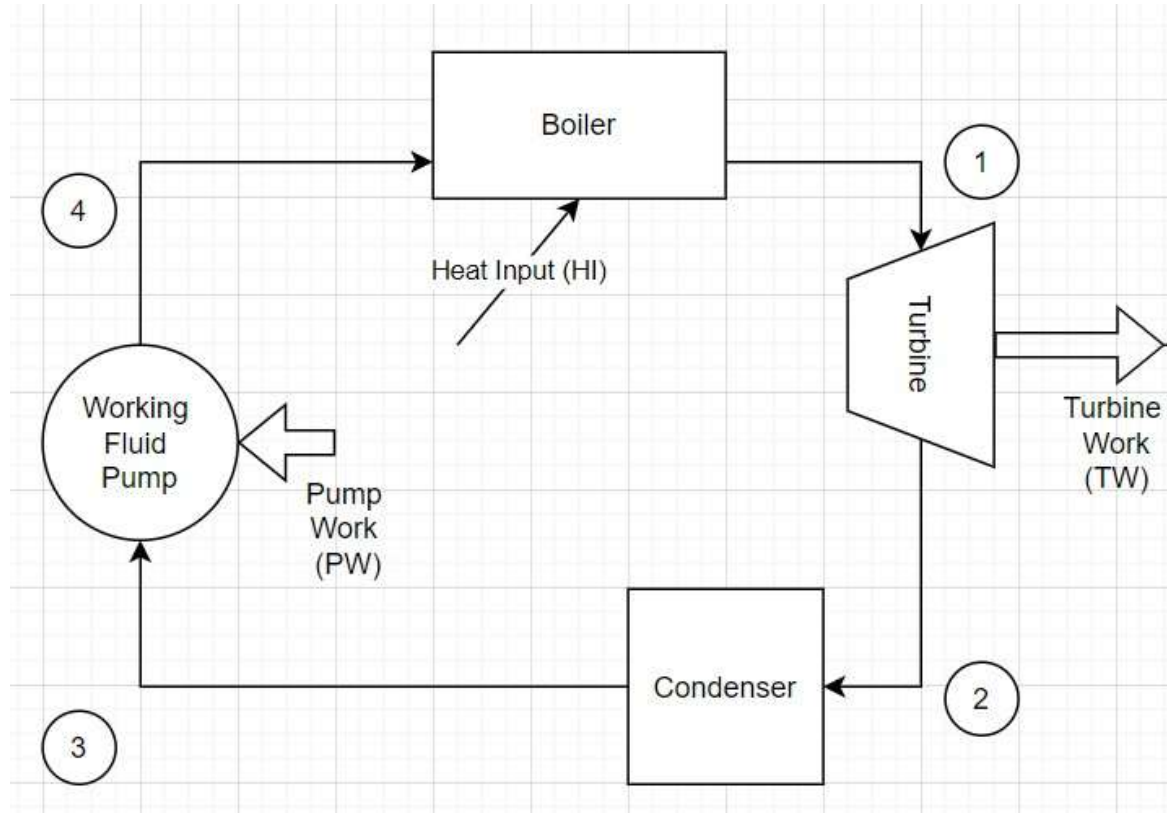 Boiler
1
4
Heat Input (HI)
Turbine
Working
Fluid
Pump
Turbine
Work
(TW)
Pump
Work
(PW)
Condenser
2
3